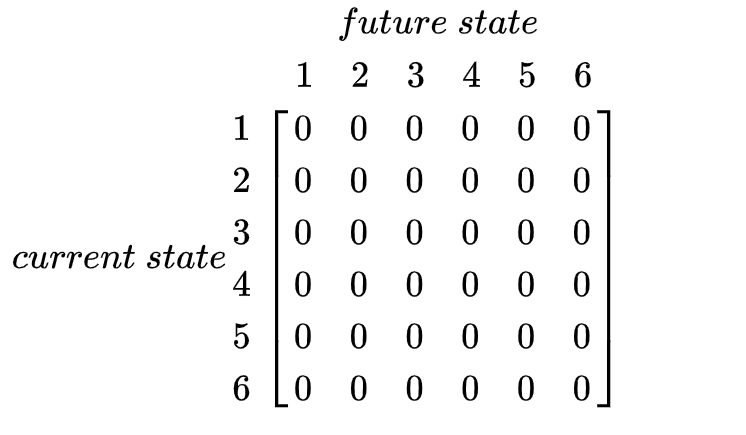 future state
1 2 3 4 5 6
1 0 0 0 0 0 0
2 0 0 0 0 0 0
3 0 0 0 0 0 0
current state
4 0 0 0 0 0 0
5 0 0 0 0 0 0
6 0 0 0 0 0 0